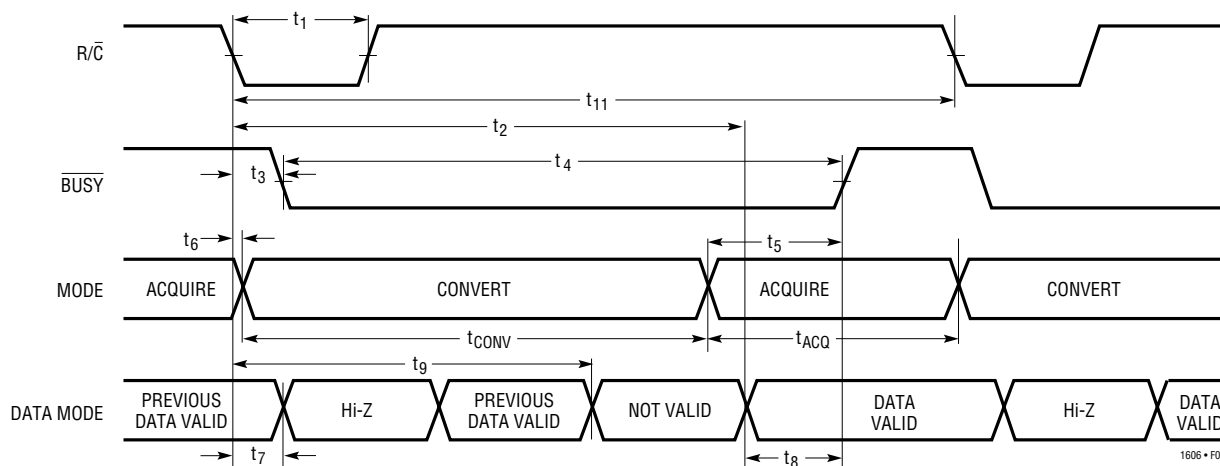 t1
R/C̅
t11
t2
t4
t3
B̅U̅S̅Y̅
t6
t5
MODE
ACQUIRE
CONVERT
ACQUIRE
CONVERT
tCONV
tACQ
t9
DATA MODE
PREVIOUS
DATA VALID
Hi-Z
PREVIOUS
DATA VALID
NOT VALID
DATA
VALID
Hi-Z
DATA
VALID
t7
t8
1606 • F0